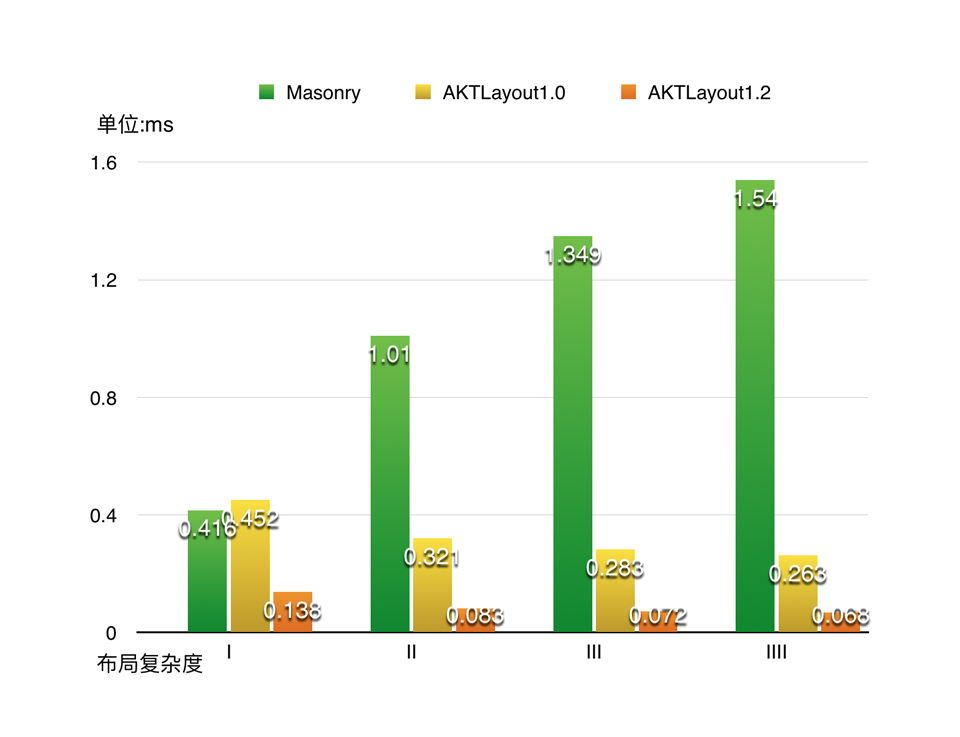 Masonry AKTLayout1.0 AKTLayout1.2
单位:ms
1.6
1.2
0.8
0.4
0
0.416 0.452 0.138
1.01 0.321 0.083
1.349 0.283 0.072
1.54 0.263 0.068
I II III IIII
布局复杂度